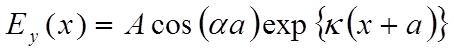 E_y(x) = A cos(αa)exp{κ(x + a)}